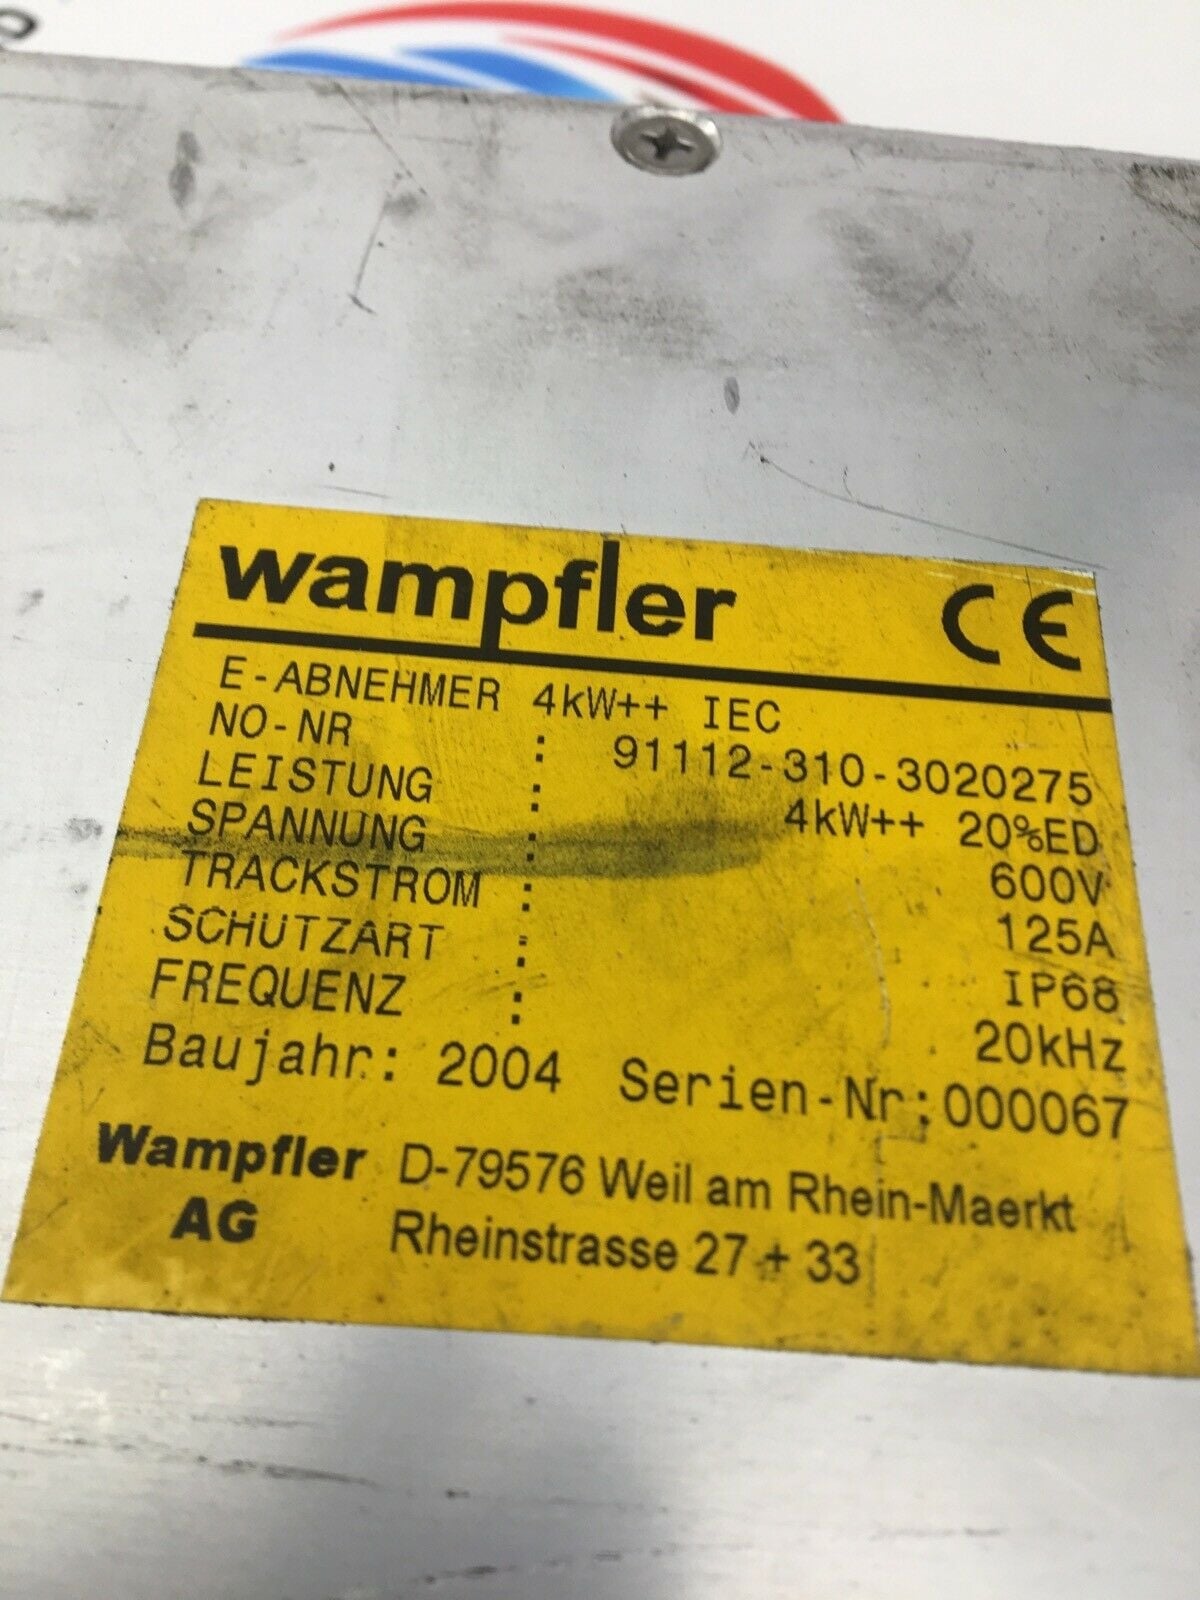 wampfler CE
E-ABNEHMER 4kW++ IEC
NO-NR : 91112-310-3020275
LEISTUNG : 4kW++ 20%ED
SPANNUNG : 600V
TRACKSTROM : 125A
SCHUTZART : IP68
FREQUENZ : 20kHz
Baujahr: 2004 Serien-Nr:000067
Wampfler D-79576 Weil am Rhein-Maerkt
AG Rheinstrasse 27 + 33